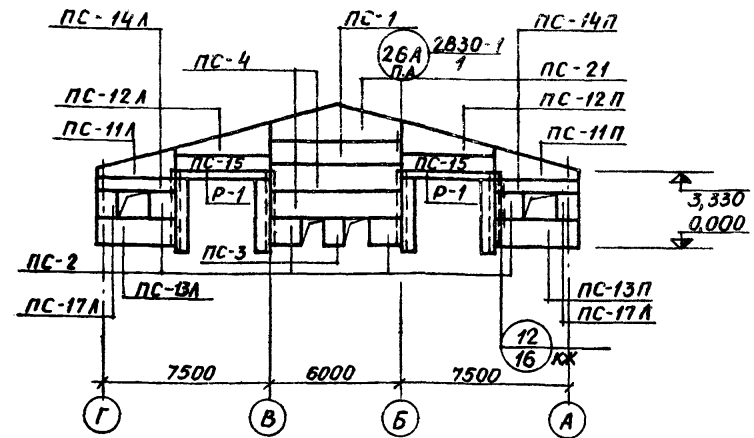 ПС-14Л
ПС-1
ПС-14П
ПС-4
26А
П.А
2В30-1
1
ПС-21
ПС-12Л
ПС-12П
ПС-11Л
ПС-11П
ПС-15
ПС-15
Р-1
Р-1
3,330
0,000
ПС-2
ПС-3
ПС-13Л
ПС-13П
ПС-17Л
ПС-17Л
12
16
КЖ
7500
6000
7500
Г
В
Б
А